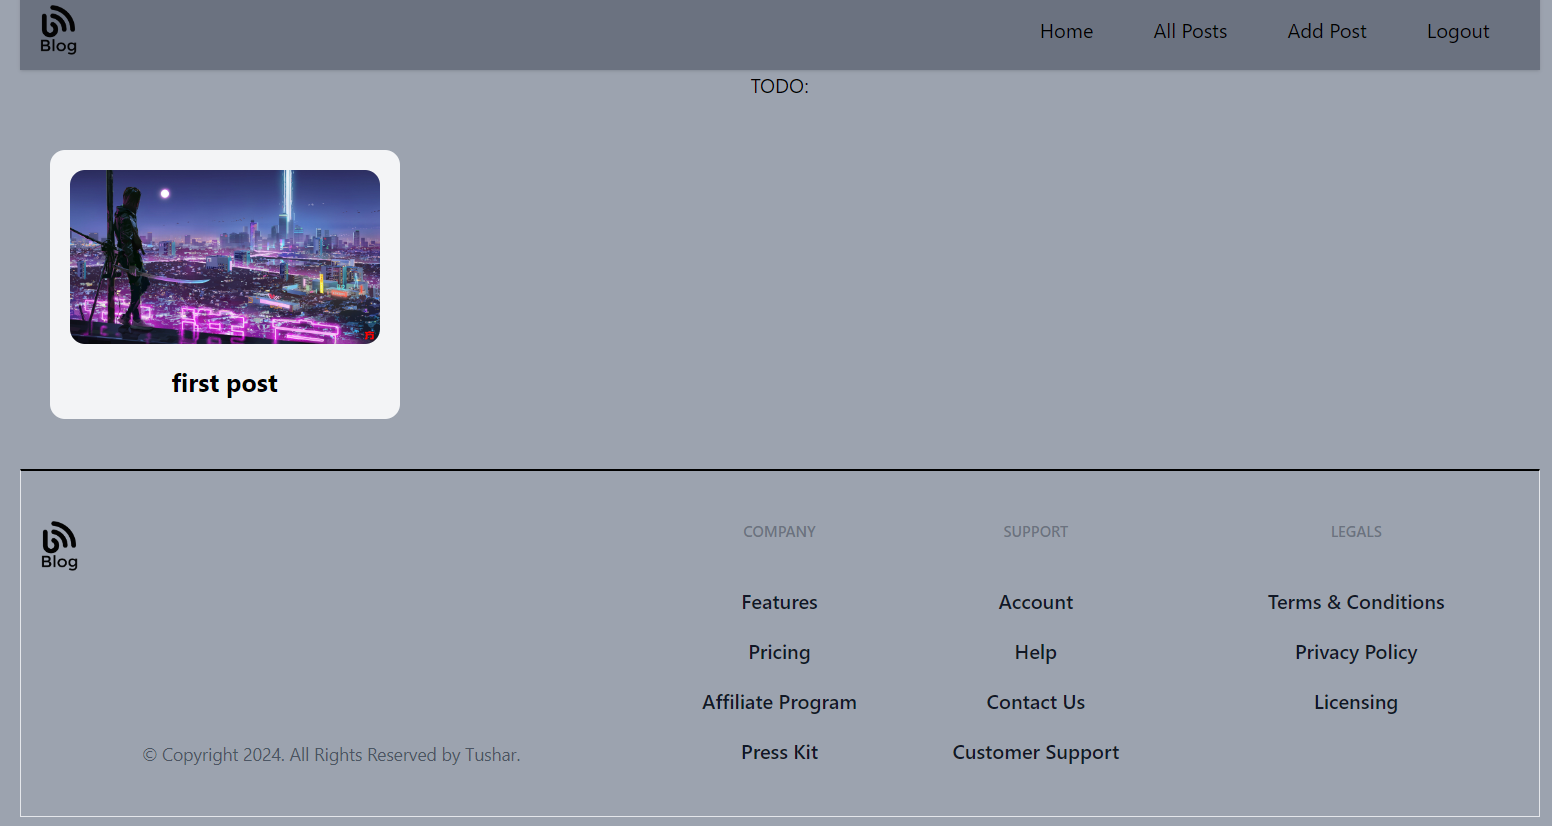 Blog
Home All Posts Add Post Logout
TODO:
first post
Blog
COMPANY
Features
Pricing
Affiliate Program
Press Kit
SUPPORT
Account
Help
Contact Us
Customer Support
LEGALS
Terms & Conditions
Privacy Policy
Licensing
© Copyright 2024. All Rights Reserved by Tushar.